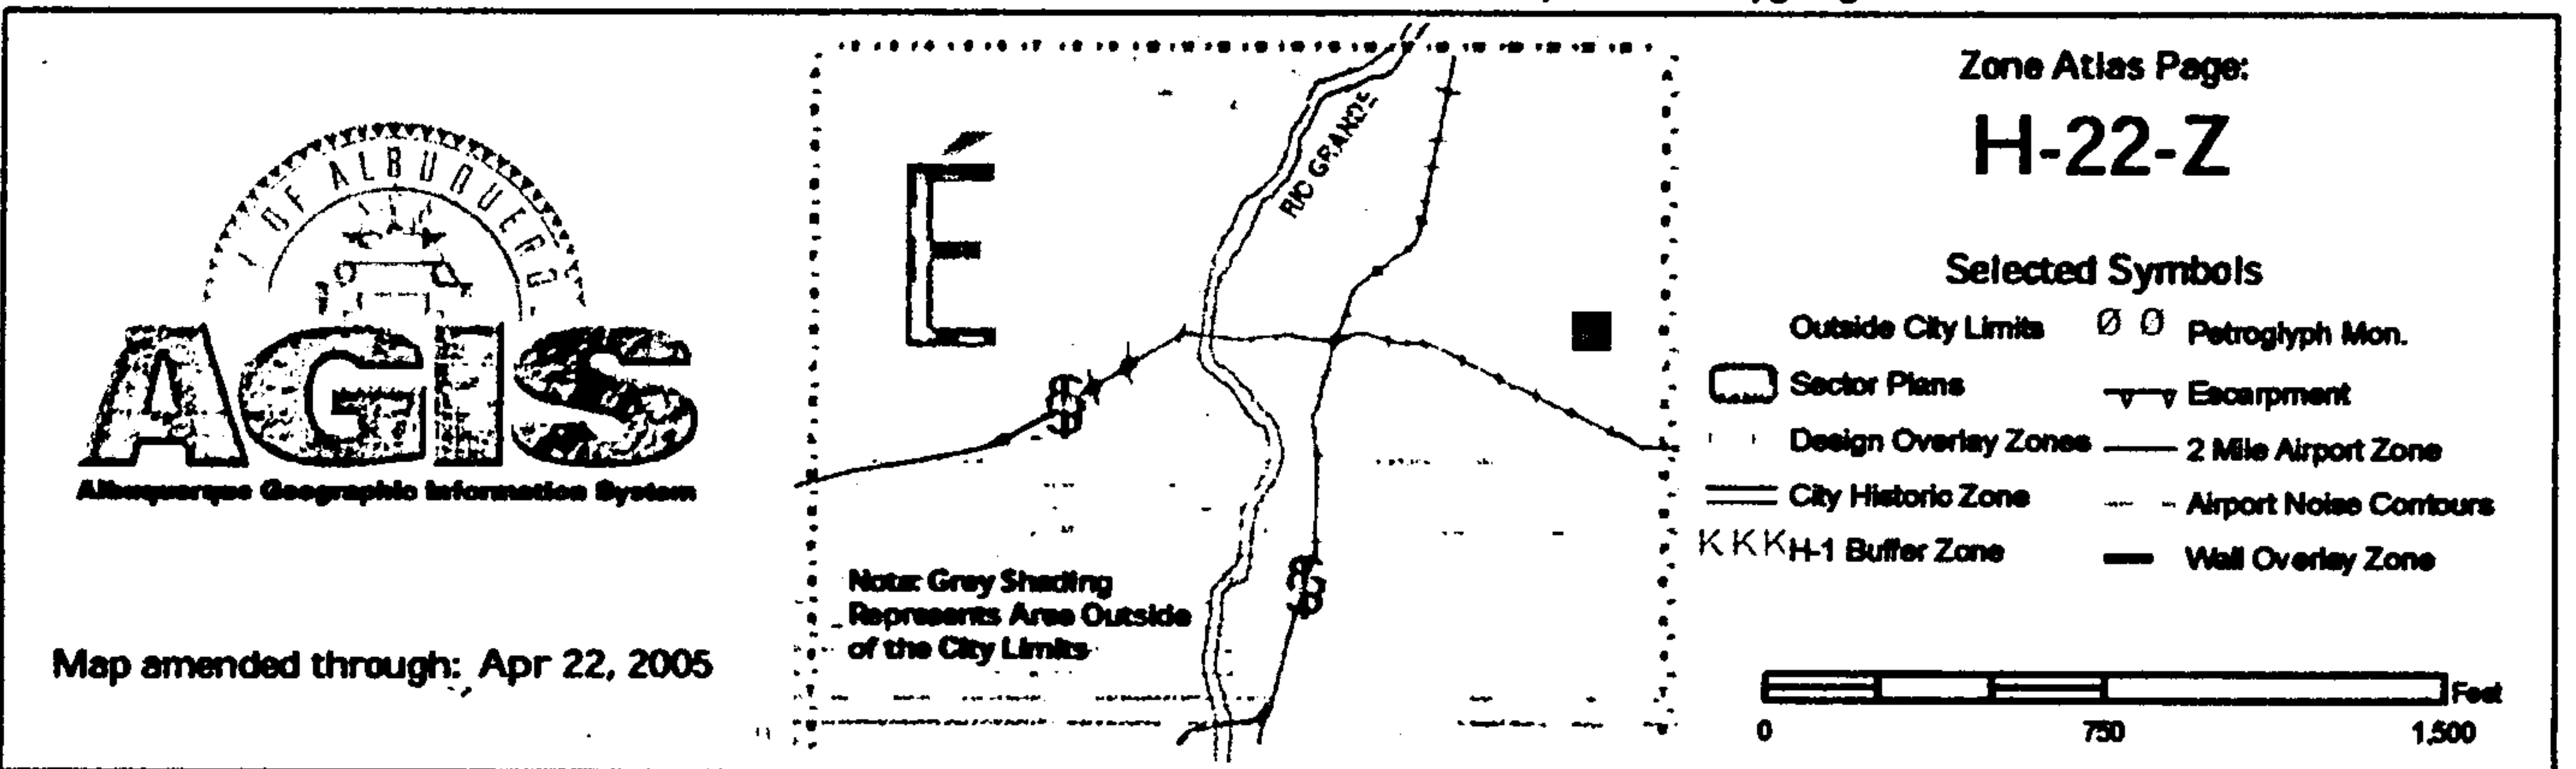 OF ALBUQUERQ
AGIS
Albuquerque Geographic Information System
Map amended through: Apr 22, 2005
É
RIO GRANDE
$
$
Note: Grey Shading
Represents Area Outside
of the City Limits
Zone Atlas Page:
H-22-Z
Selected Symbols
Outside City Limits
Ø Ø Petroglyph Mon.
Sector Plans
Escarpment
Design Overlay Zones
2 Mile Airport Zone
City Historic Zone
Airport Noise Contours
KKK H-1 Buffer Zone
Wall Overlay Zone
Feet
0 750 1,500